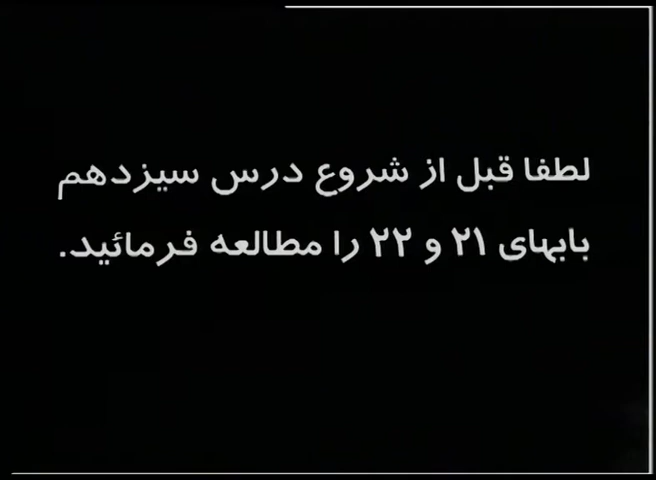 لطفا قبل از شروع درس سیزدهم
بابهای ۲۱ و ۲۲ را مطالعه فرمائید.